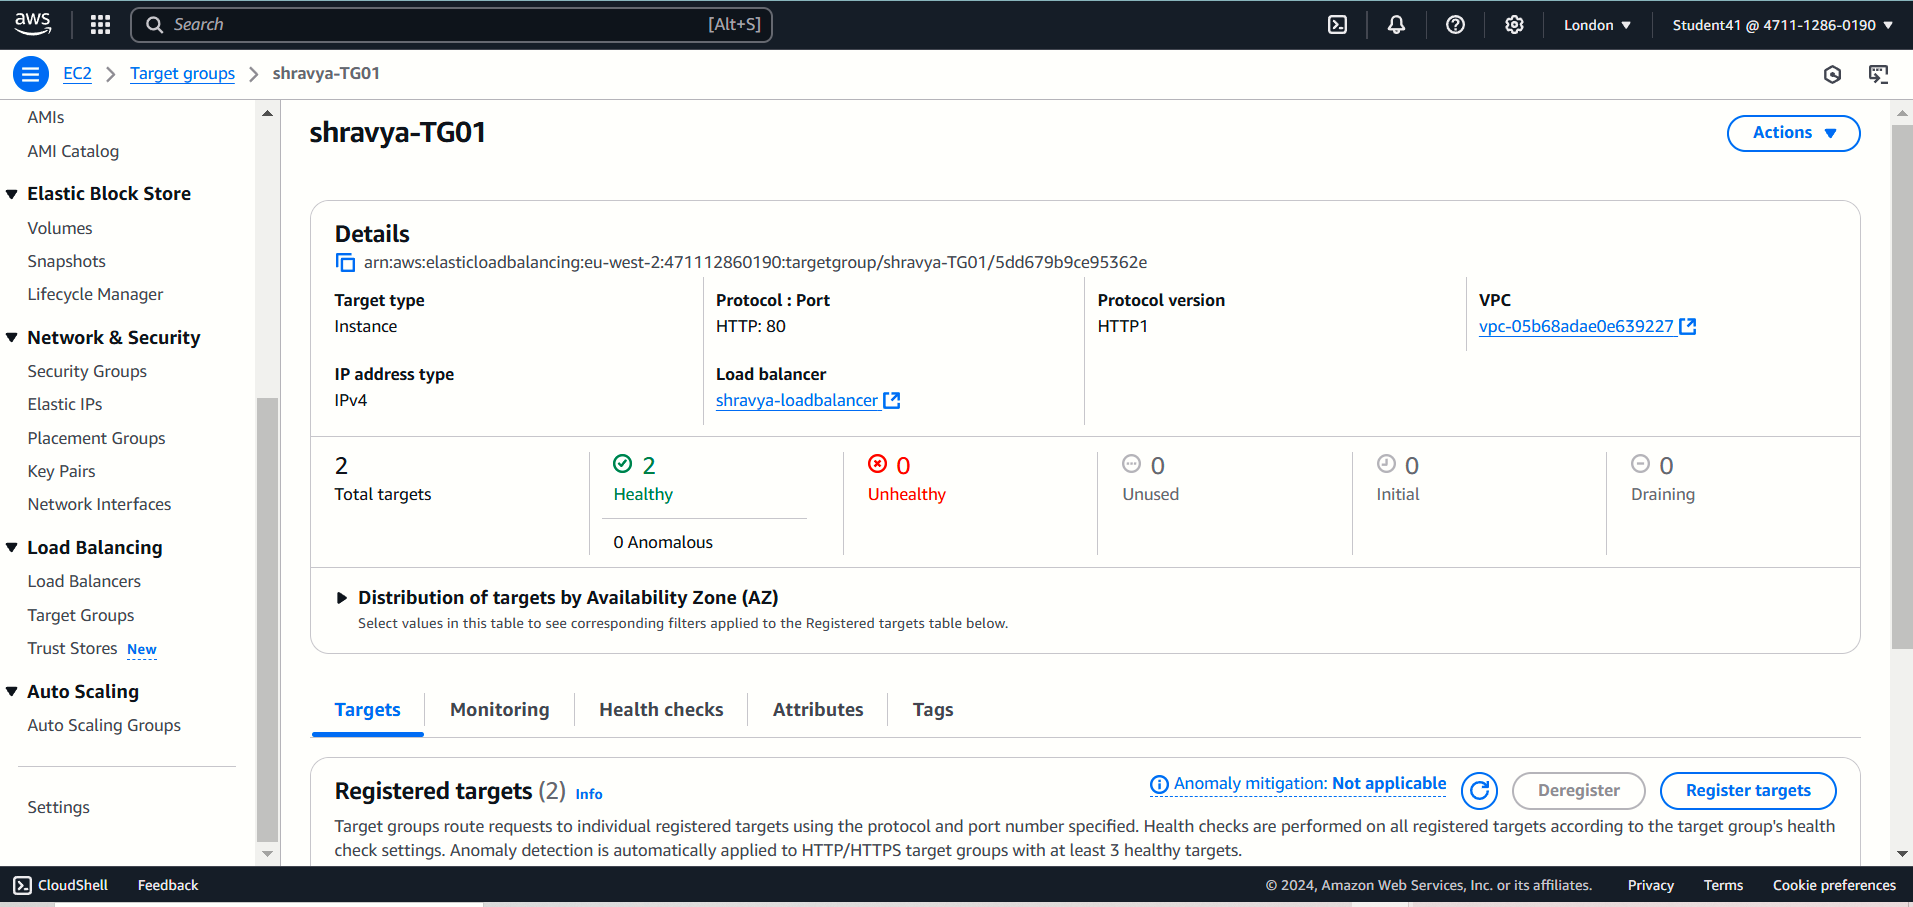 aws
Search [Alt+S]
London
Student41 @ 4711-1286-0190
EC2
Target groups
shravya-TG01
AMIs
AMI Catalog
Elastic Block Store
Volumes
Snapshots
Lifecycle Manager
Network & Security
Security Groups
Elastic IPs
Placement Groups
Key Pairs
Network Interfaces
Load Balancing
Load Balancers
Target Groups
Trust Stores New
Auto Scaling
Auto Scaling Groups
Settings
shravya-TG01
Actions
Details
arn:aws:elasticloadbalancing:eu-west-2:471112860190:targetgroup/shravya-TG01/5dd679b9ce95362e
Target type
Instance
Protocol : Port
HTTP: 80
Protocol version
HTTP1
VPC
vpc-05b68adae0e639227
IP address type
IPv4
Load balancer
shravya-loadbalancer
2
Total targets
2
Healthy
0 Anomalous
0
Unhealthy
0
Unused
0
Initial
0
Draining
Distribution of targets by Availability Zone (AZ)
Select values in this table to see corresponding filters applied to the Registered targets table below.
Targets
Monitoring
Health checks
Attributes
Tags
Registered targets (2) Info
Anomaly mitigation: Not applicable
Deregister
Register targets
Target groups route requests to individual registered targets using the protocol and port number specified. Health checks are performed on all registered targets according to the target group's health
check settings. Anomaly detection is automatically applied to HTTP/HTTPS target groups with at least 3 healthy targets.
CloudShell
Feedback
© 2024, Amazon Web Services, Inc. or its affiliates.
Privacy
Terms
Cookie preferences